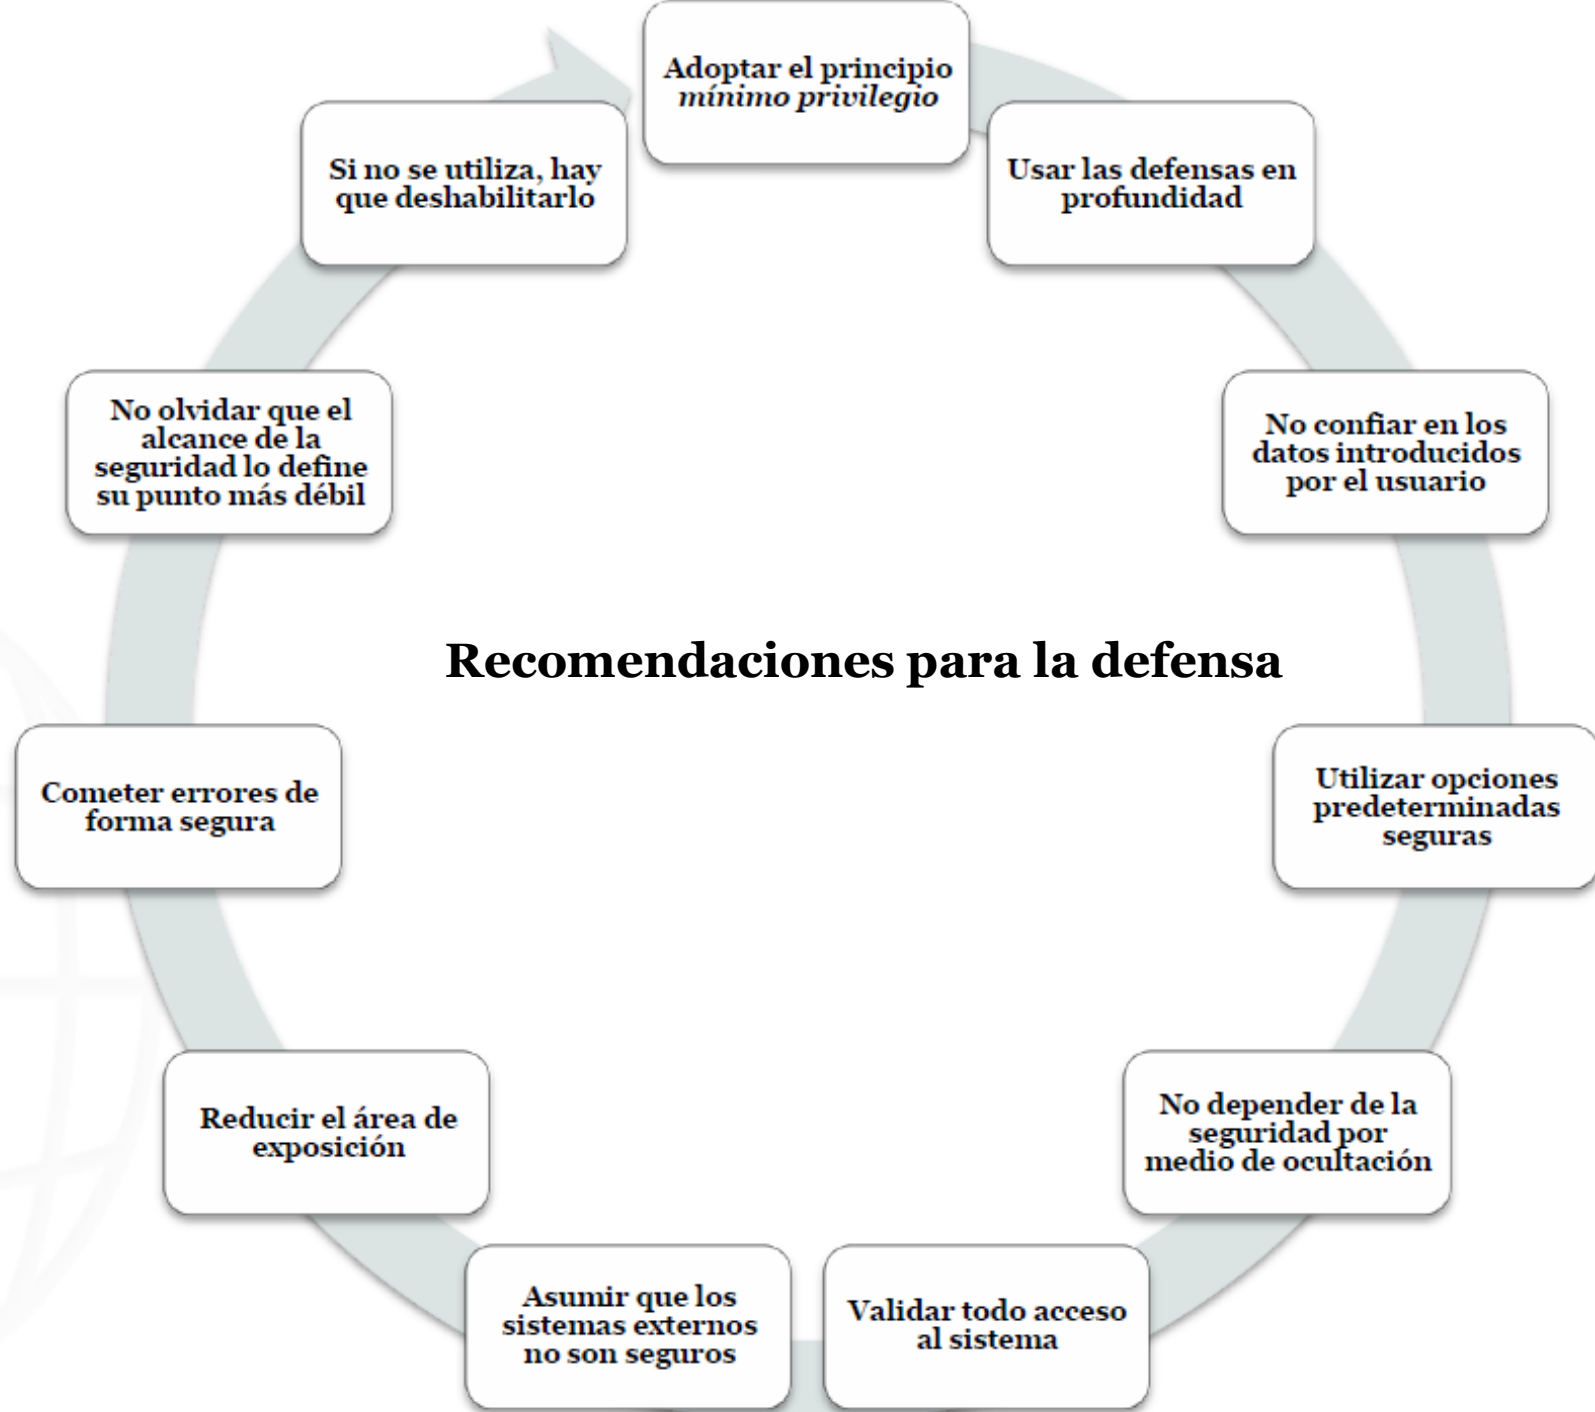 Adoptar el principio
mínimo privilegio
Usar las defensas en
profundidad
No confiar en los
datos introducidos
por el usuario
Utilizar opciones
predeterminadas
seguras
No depender de la
seguridad por
medio de ocultación
Validar todo acceso
al sistema
Asumir que los
sistemas externos
no son seguros
Reducir el área de
exposición
Cometer errores de
forma segura
No olvidar que el
alcance de la
seguridad lo define
su punto más débil
Si no se utiliza, hay
que deshabilitarlo
Recomendaciones para la defensa